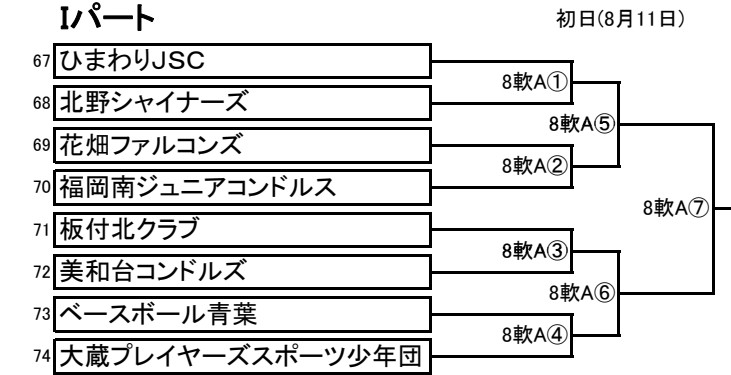 Iパート
初日(8月11日)
67 ひまわりJSC
8軟A①
68 北野シャイナーズ
8軟A⑤
69 花畑ファルコンズ
8軟A②
70 福岡南ジュニアコンドルス
8軟A⑦
71 板付北クラブ
8軟A③
72 美和台コンドルズ
8軟A⑥
73 ベースボール青葉
8軟A④
74 大蔵プレイヤーズスポーツ少年団